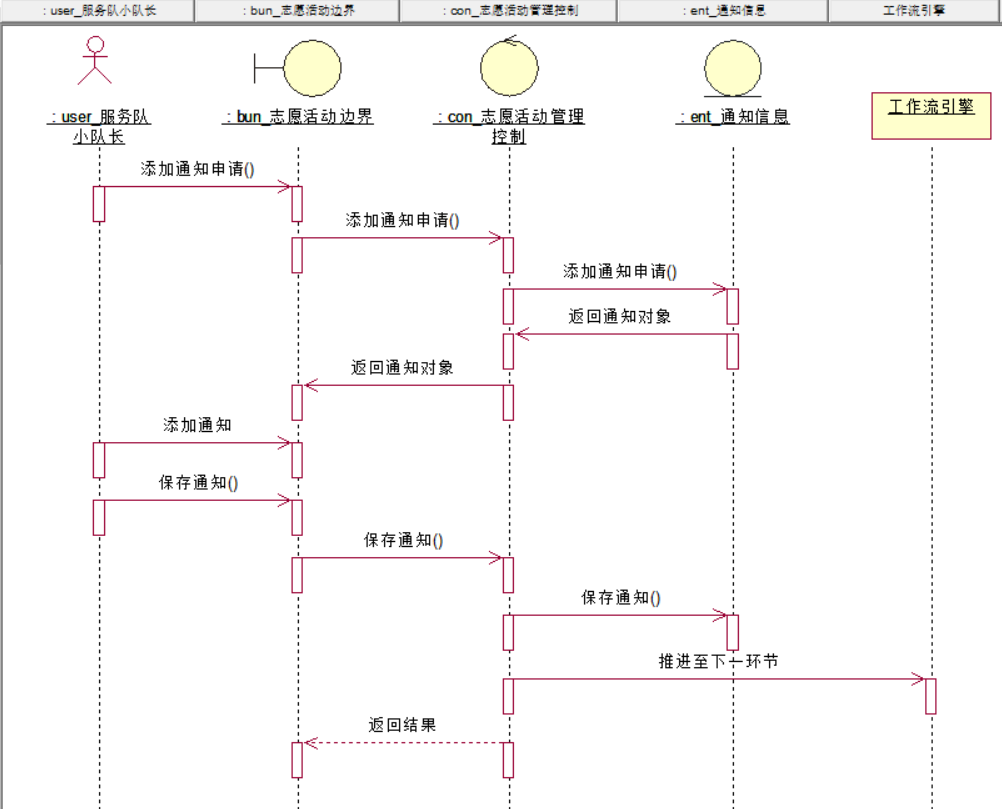 : user_服务队小队长
: bun_志愿活动边界
: con_志愿活动管理控制
: ent_通知信息
工作流引擎
: user_服务队
小队长
: bun_志愿活动边界
: con_志愿活动管理
控制
: ent_通知信息
工作流引擎
添加通知申请()
添加通知申请()
添加通知申请()
返回通知对象
返回通知对象
添加通知
保存通知()
保存通知()
保存通知()
推进至下一环节
返回结果